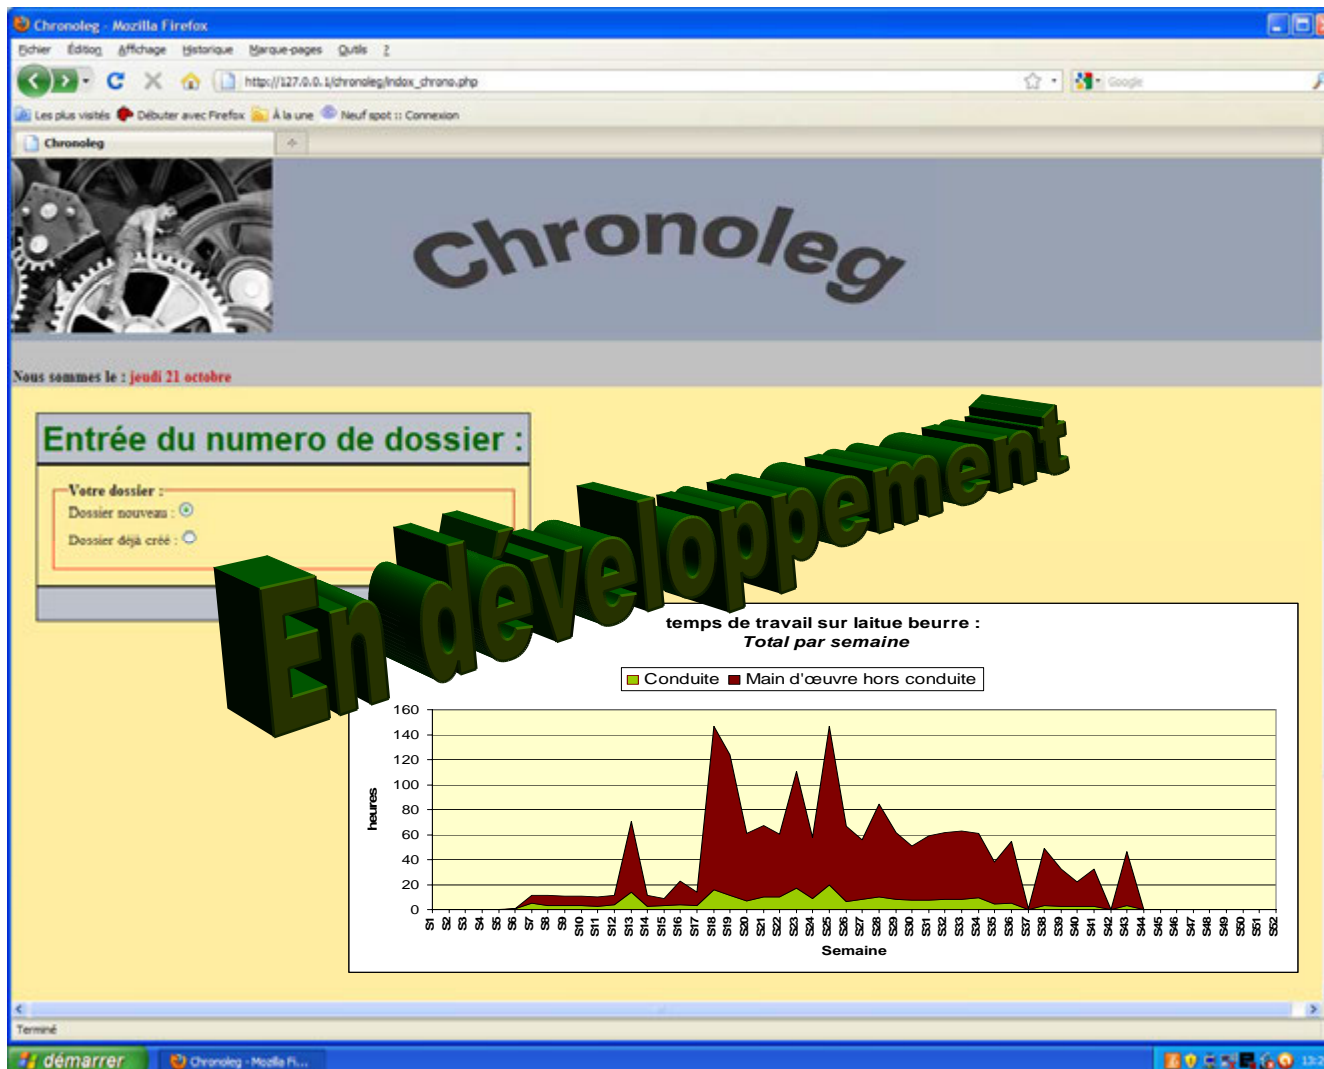 Chronoleg - Mozilla Firefox
Fichier Édition Affichage Historique Marque-pages Outils ?
http://127.0.0.1/chronoleg/index_chrono.php
Google
Les plus visités Débuter avec Firefox À la une Neuf spot :: Connexion
Chronoleg
Chronoleg
Nous sommes le : jeudi 21 octobre
Entrée du numero de dossier :
Votre dossier :
Dossier nouveau :
Dossier déjà créé :
En développement
temps de travail sur laitue beurre :
Total par semaine
Conduite Main d'œuvre hors conduite
heures
160
140
120
100
80
60
40
20
0
S1 S2 S3 S4 S5 S6 S7 S8 S9 S10 S11 S12 S13 S14 S15 S16 S17 S18 S19 S20 S21 S22 S23 S24 S25 S26 S27 S28 S29 S30 S31 S32 S33 S34 S35 S36 S37 S38 S39 S40 S41 S42 S43 S44 S45 S46 S47 S48 S49 S50 S51 S52
Semaine
Terminé
démarrer Chronoleg - Mozilla Fi...